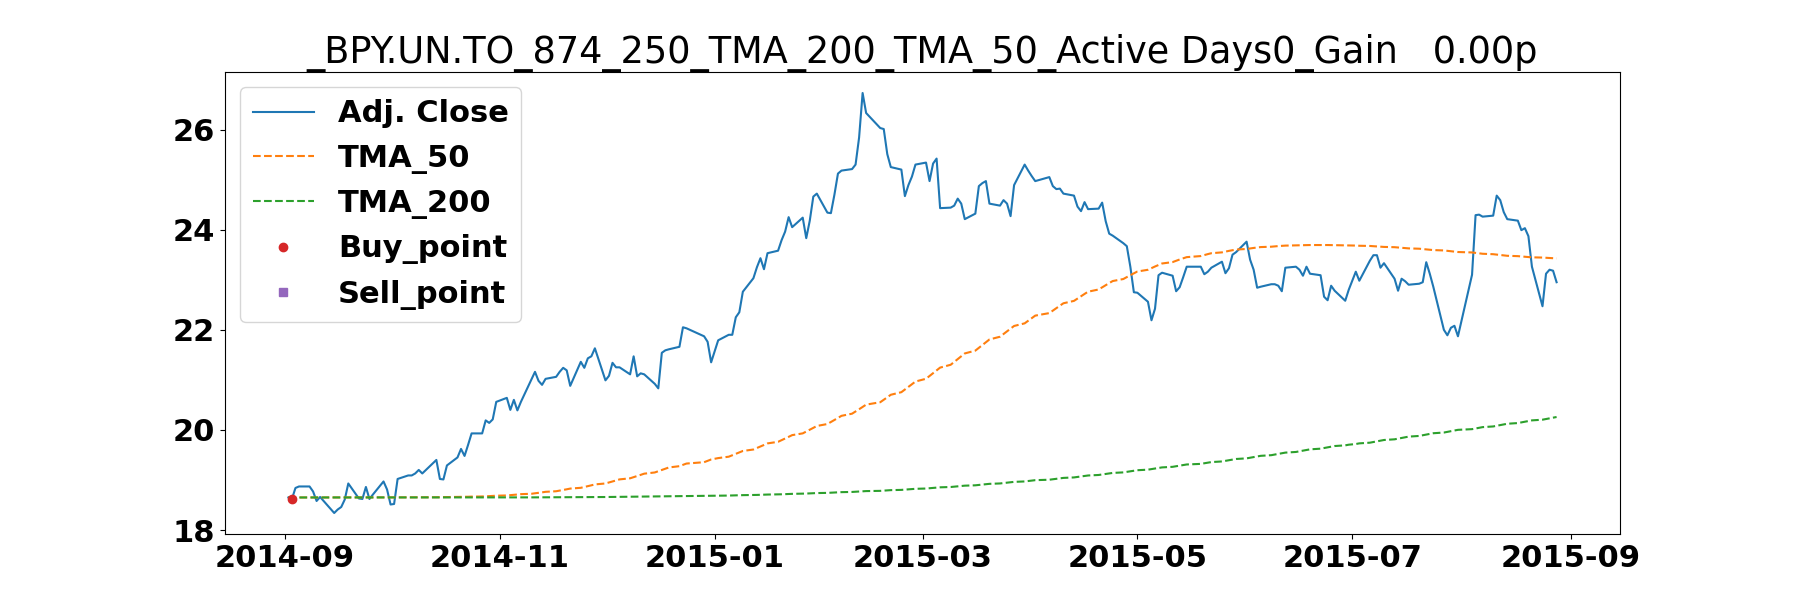 _BPY.UN.TO_874_250_TMA_200_TMA_50_Active Days0_Gain   0.00p
Adj. Close
TMA_50
TMA_200
Buy_point
Sell_point
26
24
22
20
18
2014-09
2014-11
2015-01
2015-03
2015-05
2015-07
2015-09